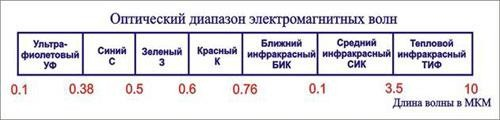 Оптический диапазон электромагнитных волн
Ультра-
фиолетовый
УФ
Синий
С
Зеленый
З
Красный
К
Ближний
инфракрасный
БИК
Средний
инфракрасный
СИК
Тепловой
инфракрасный
ТИФ
0.1 0.38 0.5 0.6 0.76 0.1 3.5 10
Длина волны в МКМ